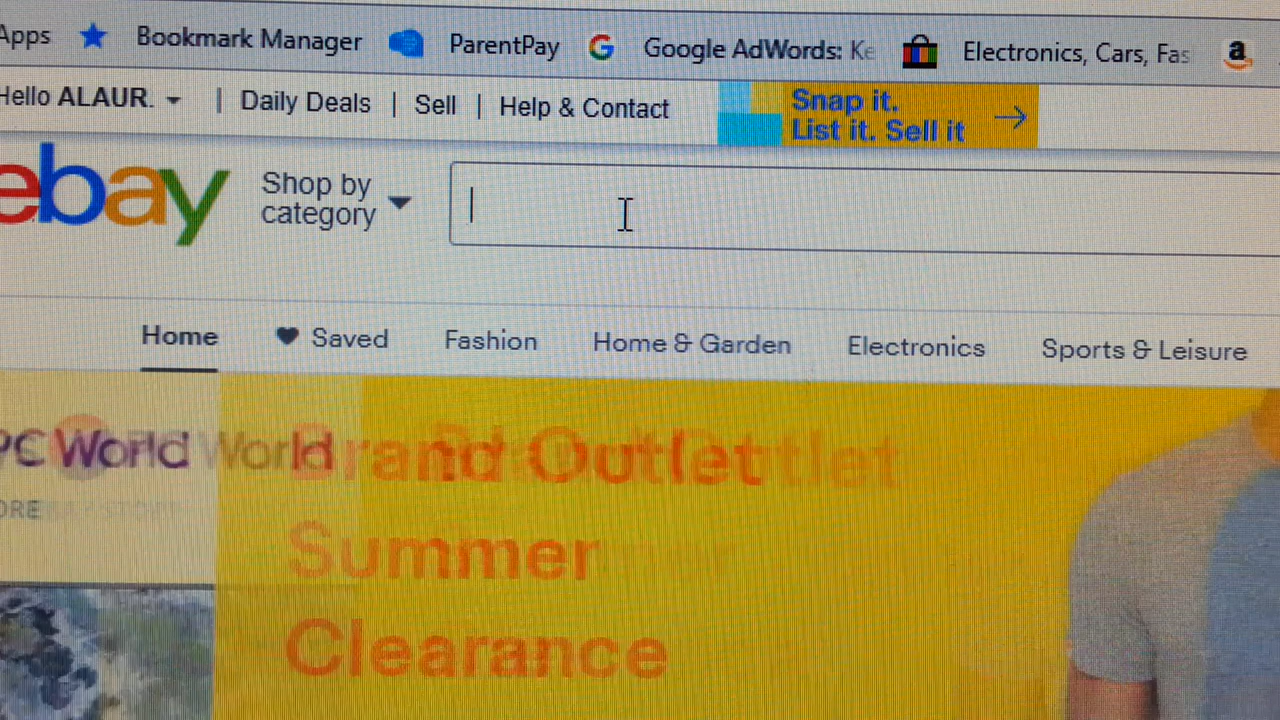 Apps Bookmark Manager ParentPay Google AdWords: Ke Electronics, Cars, Fas
Hello ALAUR. | Daily Deals | Sell | Help & Contact
Snap it.
List it. Sell it
ebay
Shop by
category
Home Saved Fashion Home & Garden Electronics Sports & Leisure
PC World World
Brand Outlet
Summer
Clearance